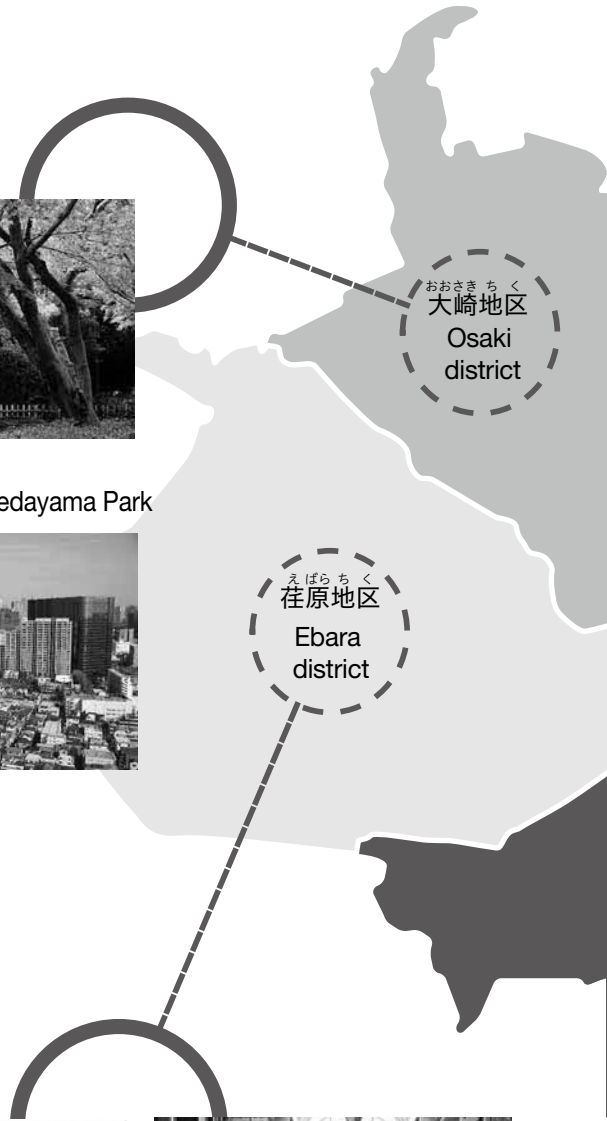 おおさき ち く
大崎地区
Osaki
district
edayama Park
え ばら ち く
荏原地区
Ebara
district